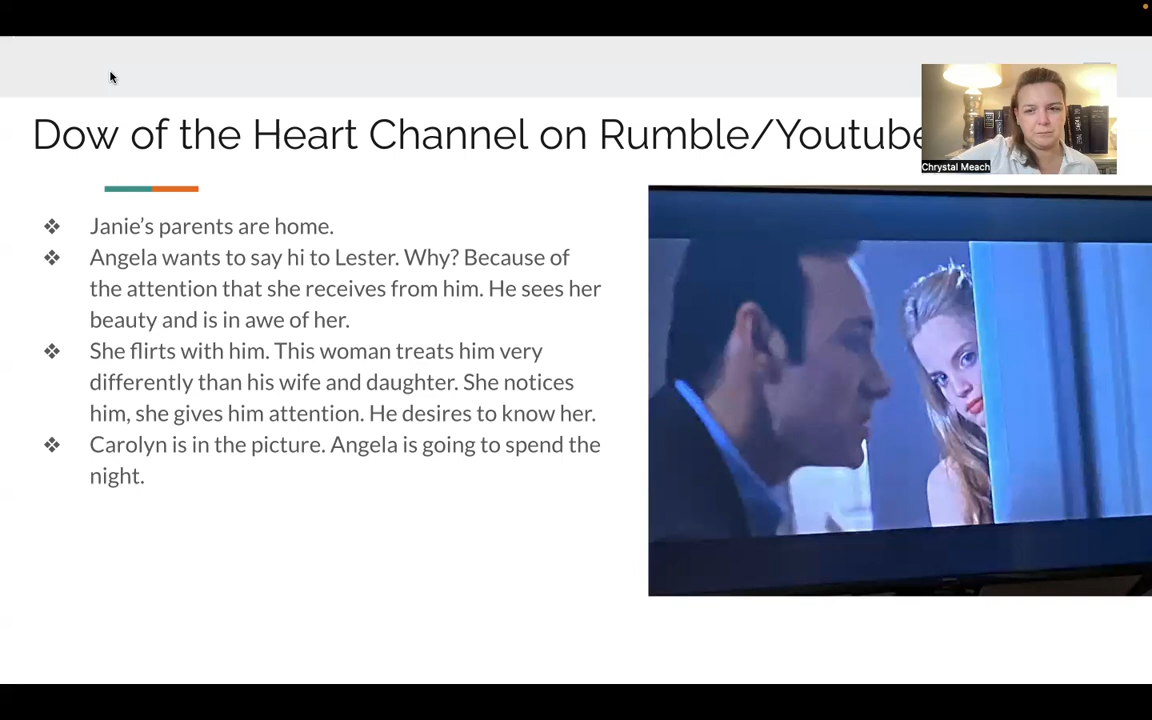 Dow of the Heart Channel on Rumble/Youtube
Chrystal Meach
❖ Janie's parents are home.
❖ Angela wants to say hi to Lester. Why? Because of
the attention that she receives from him. He sees her
beauty and is in awe of her.
❖ She flirts with him. This woman treats him very
differently than his wife and daughter. She notices
him, she gives him attention. He desires to know her.
❖ Carolyn is in the picture. Angela is going to spend the
night.